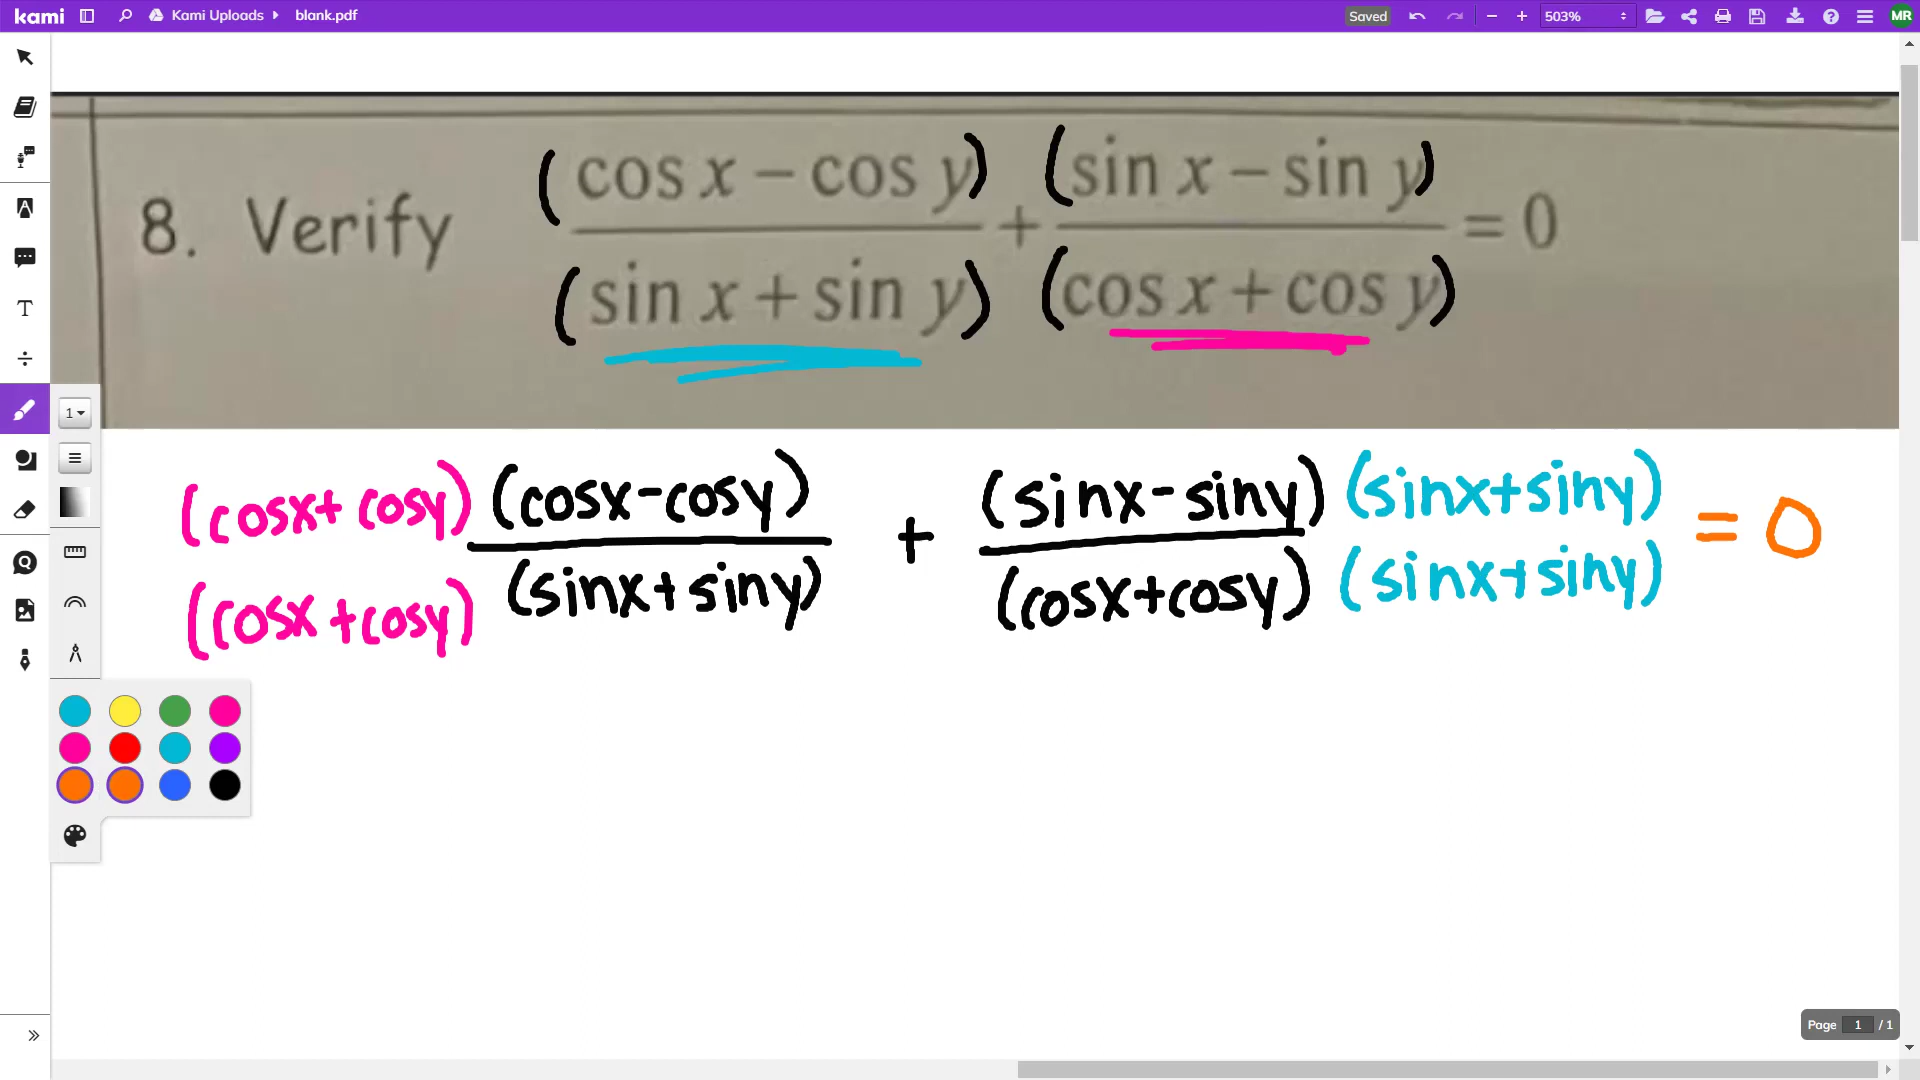 kami Kami Uploads blank.pdf Saved 503% MR
cos x − cos y sin x − sin y
8. Verify + = 0
sin x + sin y cos x + cos y
(cosx+cosy) (cosx-cosy) (sinx-siny) (sinx+siny)
+ = 0
(cosx+cosy) (sinx+siny) (cosx+cosy) (sinx+siny)
1
Page 1 / 1